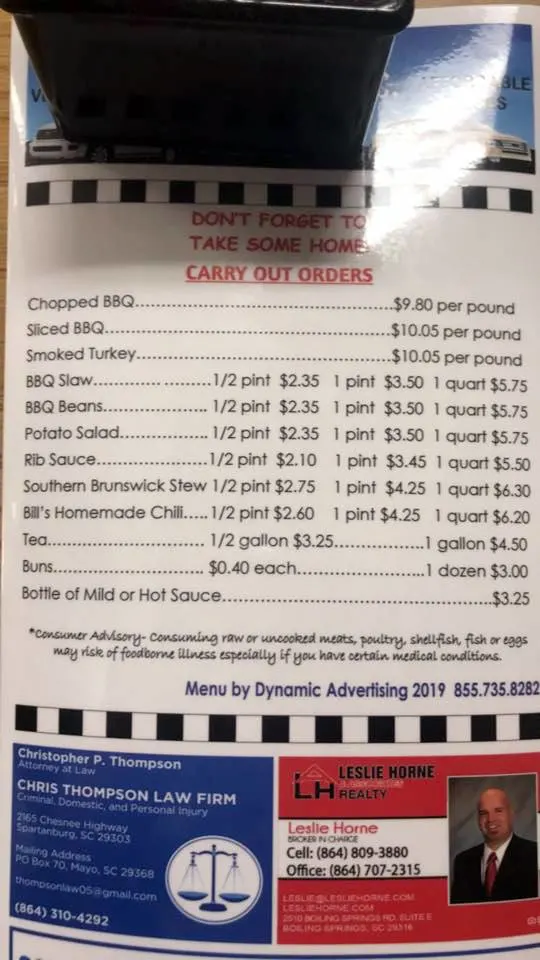 DON'T FORGET TO
TAKE SOME HOME
CARRY OUT ORDERS
Chopped BBQ..................................................$9.80 per pound
Sliced BBQ.......................................................$10.05 per pound
Smoked Turkey.................................................$10.05 per pound
BBQ Slaw............. .........1/2 pint $2.35 1 pint $3.50 1 quart $5.75
BBQ Beans................... 1/2 pint $2.35 1 pint $3.50 1 quart $5.75
Potato Salad................ 1/2 pint $2.35 1 pint $3.50 1 quart $5.75
Rib Sauce.....................1/2 pint $2.10 1 pint $3.45 1 quart $5.50
Southern Brunswick Stew 1/2 pint $2.75 1 pint $4.25 1 quart $6.30
Bill's Homemade Chili.....1/2 pint $2.60 1 pint $4.25 1 quart $6.20
Tea.............................. 1/2 gallon $3.25.................1 gallon $4.50
Buns............................. $0.40 each........................1 dozen $3.00
Bottle of Mild or Hot Sauce....................................................$3.25
*Consumer Advisory- Consuming raw or uncooked meats, poultry, shellfish, fish or eggs
may risk of foodborne illness especially if you have certain medical conditions.
Menu by Dynamic Advertising 2019 855.735.8282
Christopher P. Thompson
Attorney at Law
CHRIS THOMPSON LAW FIRM
Criminal, Domestic, and Personal Injury
2165 Chesnee Highway
Spartanburg, SC 29303
Mailing Address
PO Box 70, Mayo, SC 29368
thompsonlaw05@gmail.com
(864) 310-4292
LH
LESLIE HORNE
REALTY
Leslie Horne
BROKER IN CHARGE
Cell: (864) 809-3880
Office: (864) 707-2315
LESLIE@LESLIEHORNE.COM
LESLIEHORNE.COM
2510 BOILING SPRINGS RD, SUITE E
BOILING SPRINGS, SC 29316